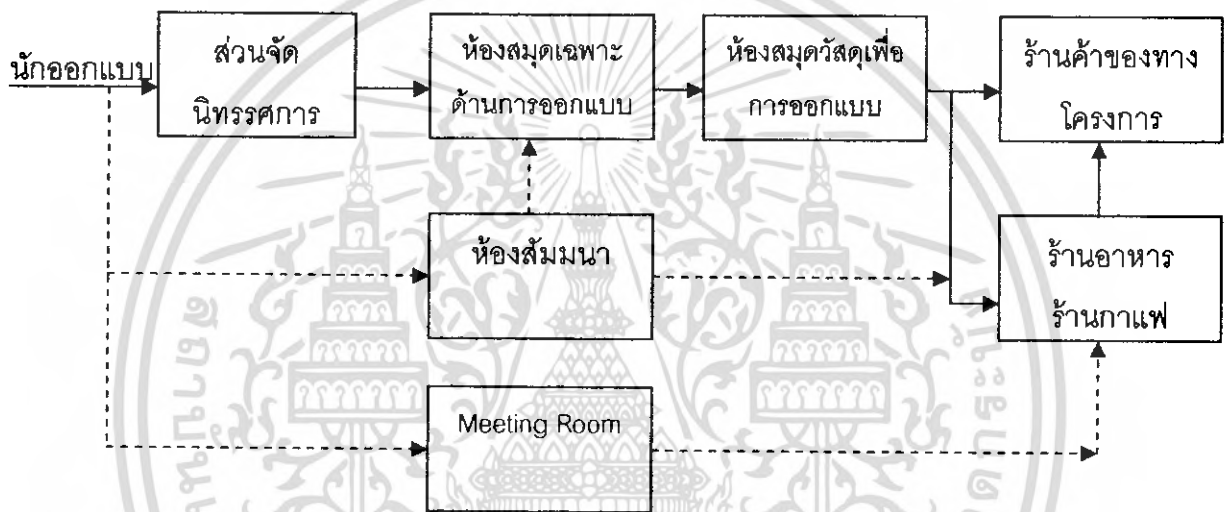 นักออกแบบ
ส่วนจัด
นิทรรศการ
ห้องสมุดเฉพาะ
ด้านการออกแบบ
ห้องสมุดวัสดุเพื่อ
การออกแบบ
ร้านค้าของทาง
โครงการ
ห้องสัมมนา
ร้านอาหาร
ร้านกาแฟ
Meeting Room